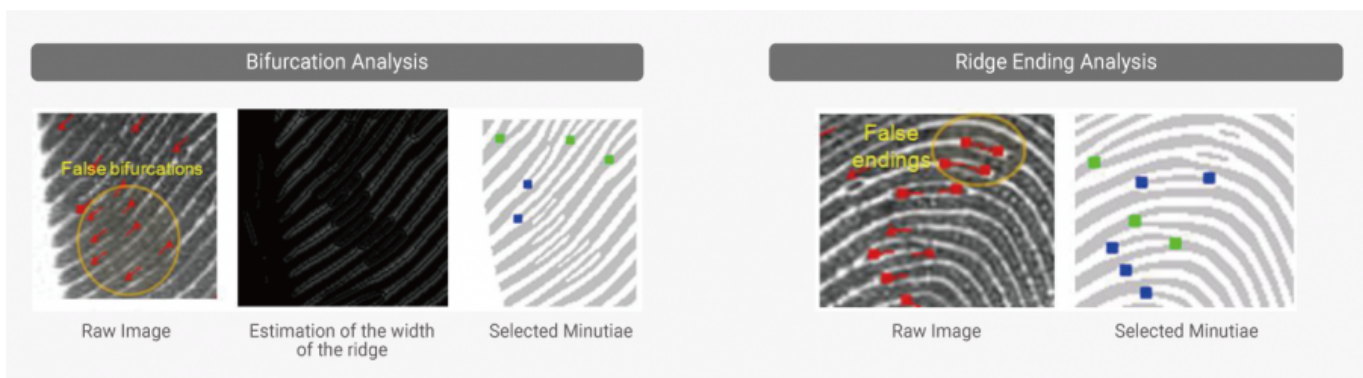 Bifurcation Analysis
False bifurcations
Raw Image
Estimation of the width
of the ridge
Selected Minutiae
Ridge Ending Analysis
False
endings
Raw Image
Selected Minutiae